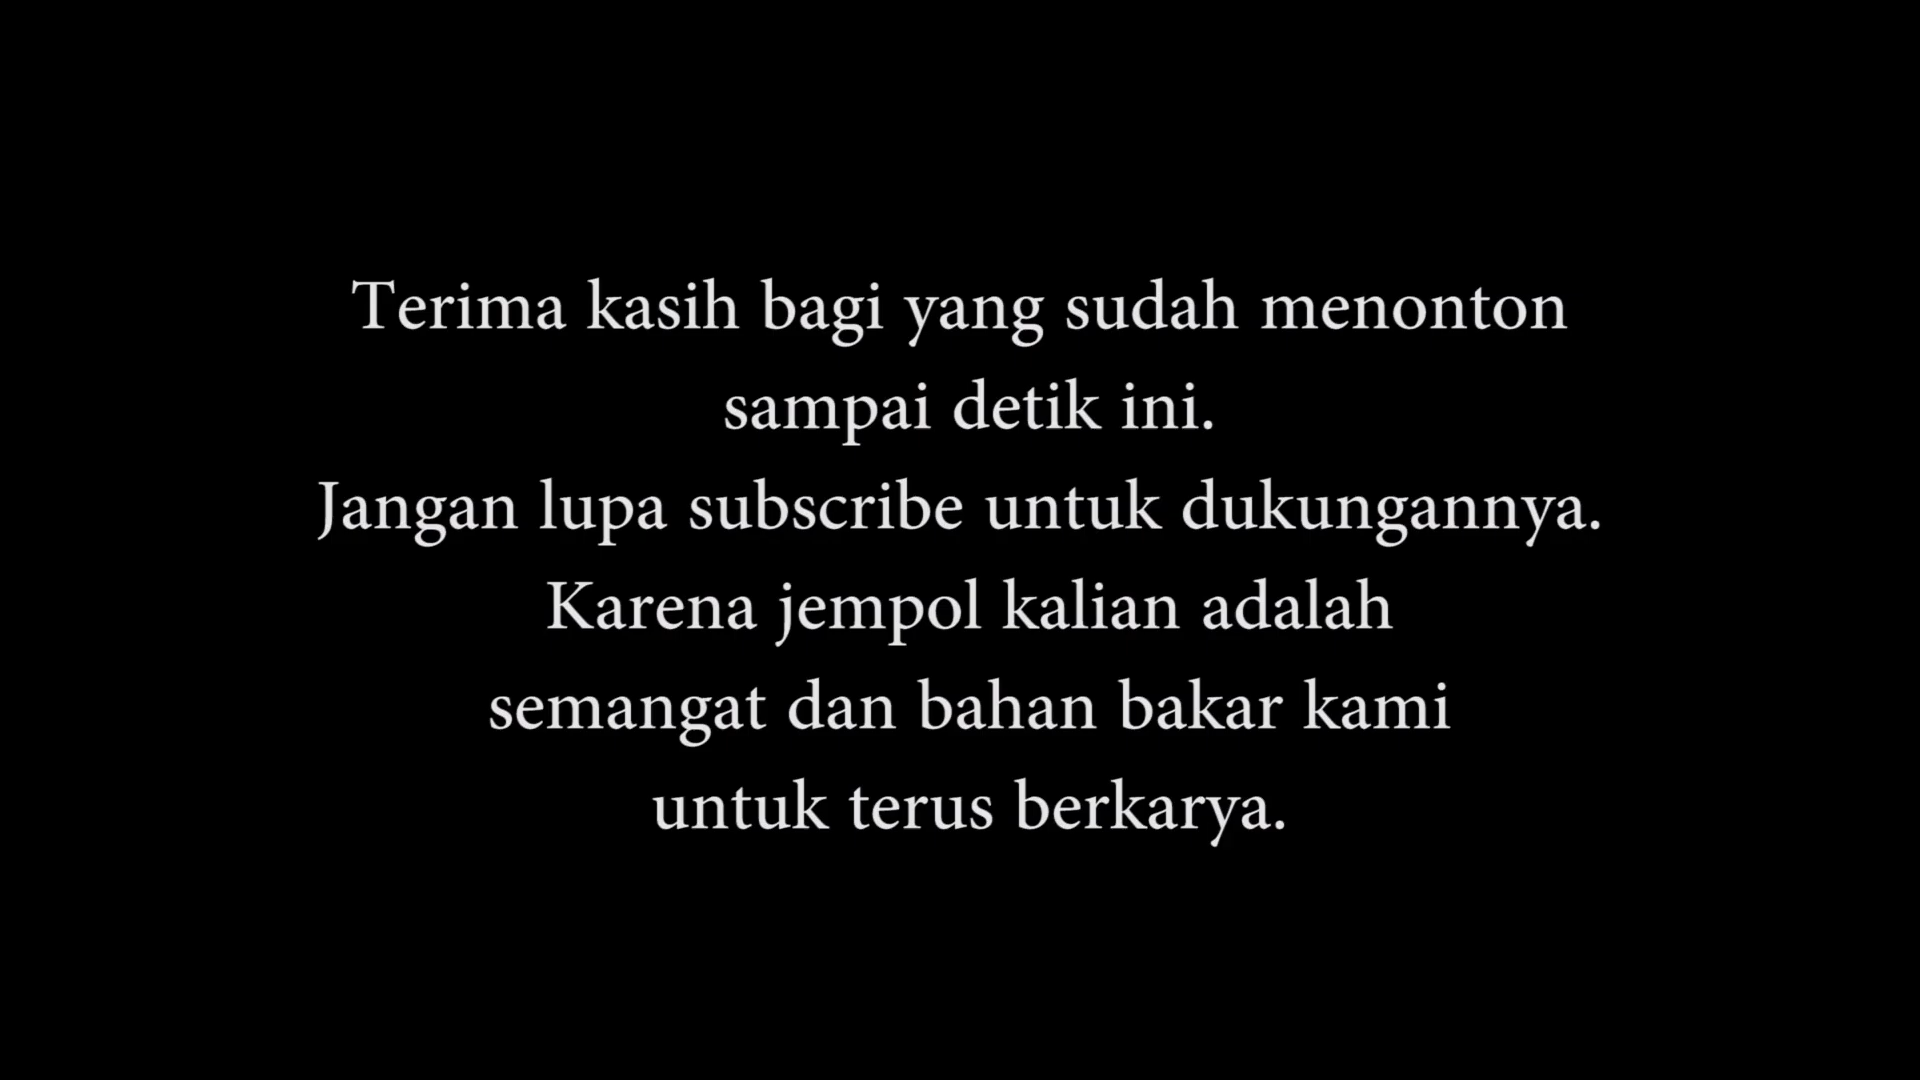 Terima kasih bagi yang sudah menonton
sampai detik ini.
Jangan lupa subscribe untuk dukungannya.
Karena jempol kalian adalah
semangat dan bahan bakar kami
untuk terus berkarya.